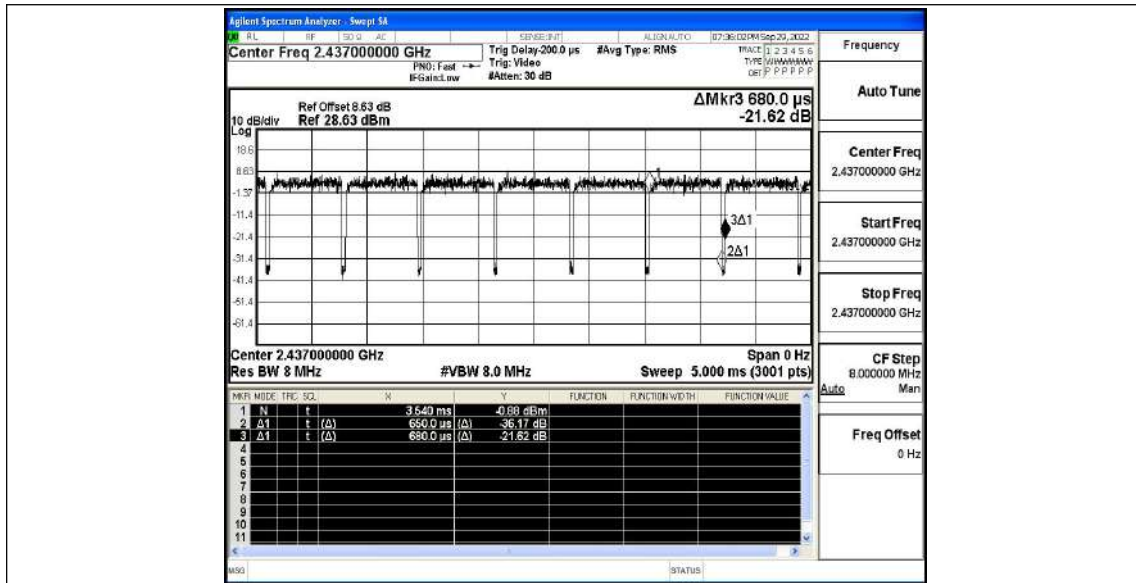 Agilent Spectrum Analyzer - Swept SA
RL RF 50 Ω AC SENSE:INT ALIGN AUTO 07:36:02PM Sep 29, 2022
Center Freq 2.437000000 GHz
PNO: Fast
IFGain:Low
Trig Delay-200.0 µs
Trig: Video
#Atten: 30 dB
#Avg Type: RMS
TRACE 1 2 3 4 5 6
TYPE
DET P P P P P P
Ref Offset 8.63 dB
10 dB/div Ref 28.63 dBm
Log
ΔMkr3 680.0 µs
-21.62 dB
18.6
8.63
-1.37
-11.4
-21.4
-31.4
-41.4
-51.4
-61.4
1
3Δ1
2Δ1
Center 2.437000000 GHz Span 0 Hz
Res BW 8 MHz #VBW 8.0 MHz Sweep 5.000 ms (3001 pts)
MKR MODE TRC SCL X Y FUNCTION FUNCTION WIDTH FUNCTION VALUE
1 N t 3.540 ms -0.88 dBm
2 Δ1 t (Δ) 650.0 µs (Δ) -36.17 dB
3 Δ1 t (Δ) 680.0 µs (Δ) -21.62 dB
4
5
6
7
8
9
10
11
MSG STATUS
Frequency
Auto Tune
Center Freq
2.437000000 GHz
Start Freq
2.437000000 GHz
Stop Freq
2.437000000 GHz
CF Step
8.000000 MHz
Auto Man
Freq Offset
0 Hz